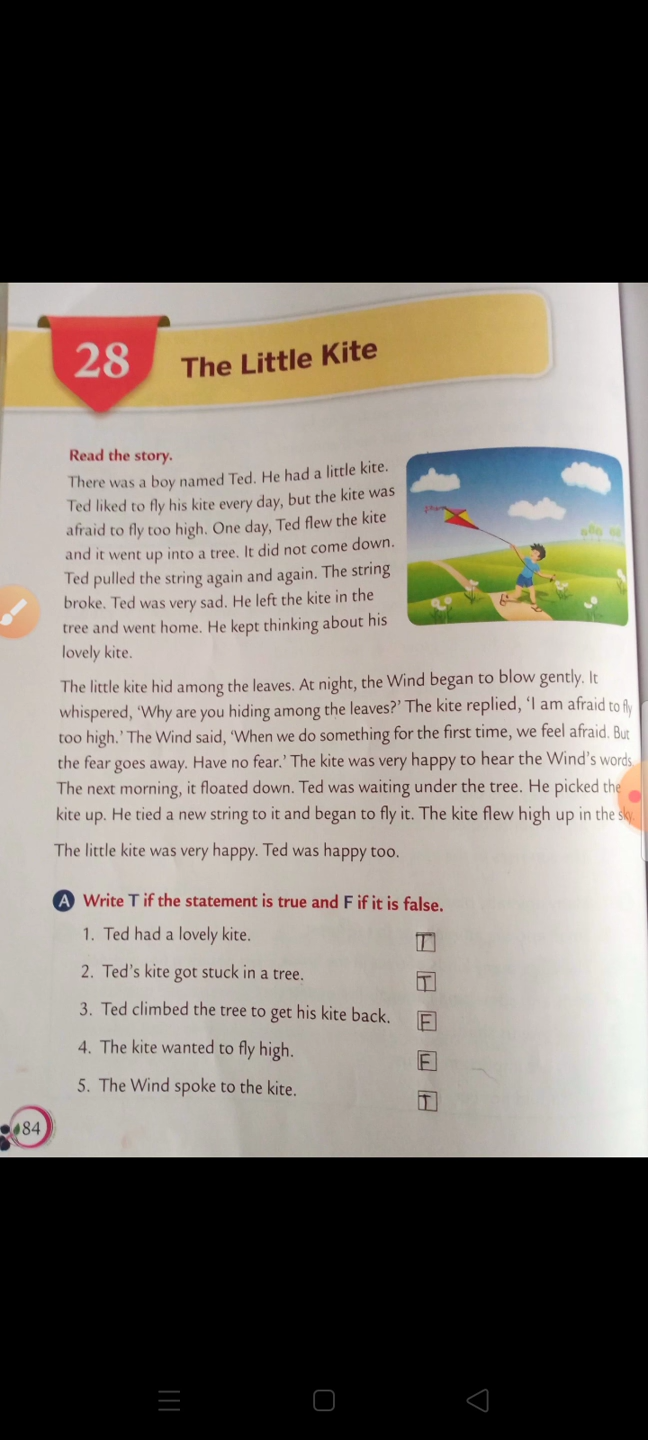 28
The Little Kite
Read the story.
There was a boy named Ted. He had a little kite.
Ted liked to fly his kite every day, but the kite was
afraid to fly too high. One day, Ted flew the kite
and it went up into a tree. It did not come down.
Ted pulled the string again and again. The string
broke. Ted was very sad. He left the kite in the
tree and went home. He kept thinking about his
lovely kite.
The little kite hid among the leaves. At night, the Wind began to blow gently. It
whispered, ‘Why are you hiding among the leaves?’ The kite replied, ‘I am afraid to fly
too high.’ The Wind said, ‘When we do something for the first time, we feel afraid. But
the fear goes away. Have no fear.’ The kite was very happy to hear the Wind’s words.
The next morning, it floated down. Ted was waiting under the tree. He picked the
kite up. He tied a new string to it and began to fly it. The kite flew high up in the sky.
The little kite was very happy. Ted was happy too.
A Write T if the statement is true and F if it is false.
1. Ted had a lovely kite. T
2. Ted’s kite got stuck in a tree. T
3. Ted climbed the tree to get his kite back. F
4. The kite wanted to fly high. F
5. The Wind spoke to the kite. T
84